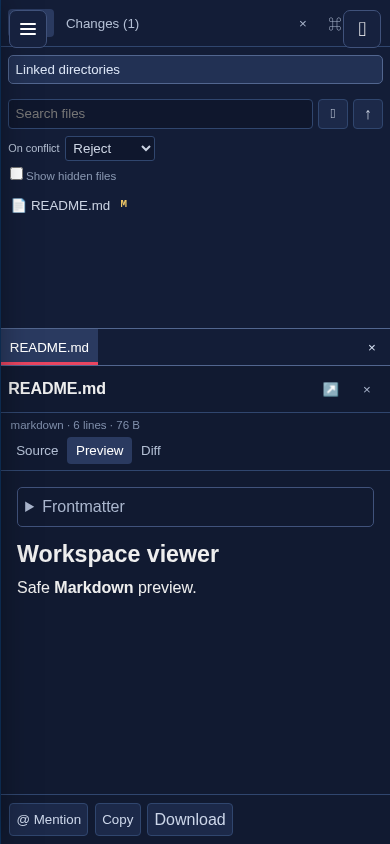 Changes (1)
×
⌘
Linked directories
Search files
↑
On conflict
Reject
Show hidden files
README.md M
README.md
×
README.md
×
markdown · 6 lines · 76 B
Source Preview Diff
Frontmatter
Workspace viewer
Safe Markdown preview.
@ Mention Copy Download